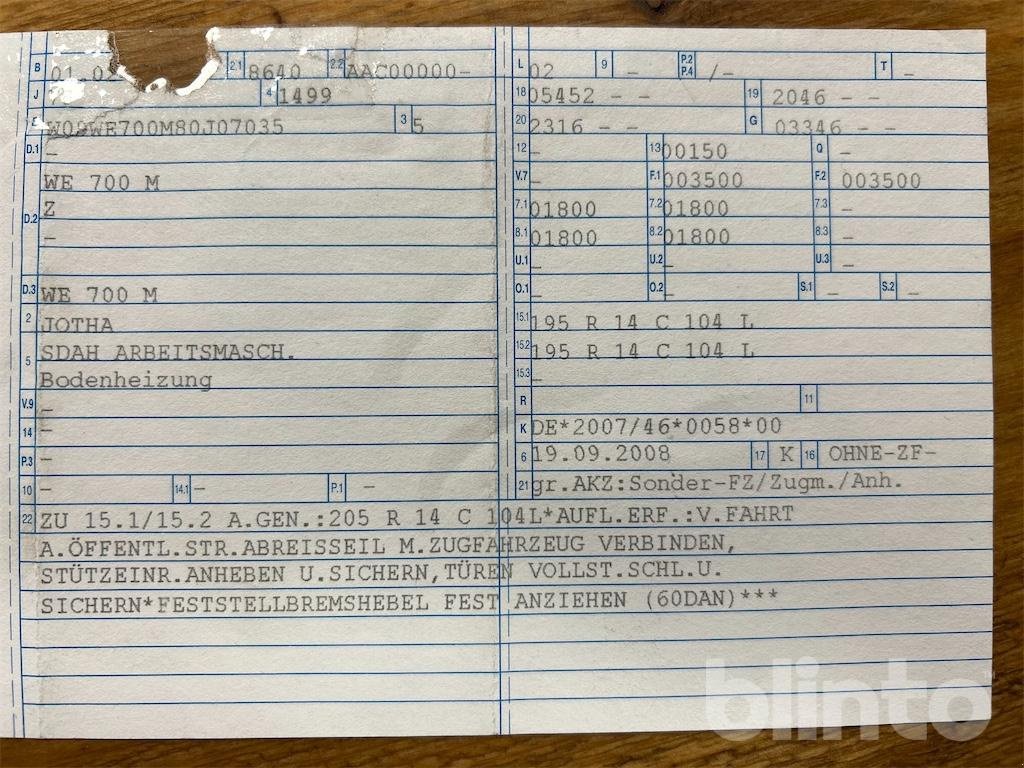 B 2.1 8640 2.2 AAC00000-
J 4 1499
E W09WE700M80J07035 3 5
D.1 -
WE 700 M
D.2 Z
-
D.3 WE 700 M
2 JOTHA
5 SDAH ARBEITSMASCH.
Bodenheizung
V.9 -
14 -
P.3 -
10 - 14.1 - P.1 -
L 02 9 - P.2 P.4 /- T -
18 05452 - - 19 2046 - -
20 2316 - - G 03346 - -
12 - 13 00150 Q -
V.7 - F.1 003500 F.2 003500
7.1 01800 7.2 01800 7.3 -
8.1 01800 8.2 01800 8.3 -
U.1 - U.2 - U.3 -
O.1 - O.2 - S.1 - S.2 -
15.1 195 R 14 C 104 L
15.2 195 R 14 C 104 L
15.3 -
R 11
K DE*2007/46*0058*00
6 19.09.2008 17 K 16 OHNE-ZF-
21 gr.AKZ:Sonder-FZ/Zugm./Anh.
22 ZU 15.1/15.2 A.GEN.:205 R 14 C 104L*AUFL.ERF.:V.FAHRT
A.ÖFFENTL.STR.ABREISSEIL M.ZUGFAHRZEUG VERBINDEN,
STÜTZEINR.ANHEBEN U.SICHERN,TÜREN VOLLST.SCHL.U.
SICHERN*FESTSTELLBREMSHEBEL FEST ANZIEHEN (60DAN)***
blinto